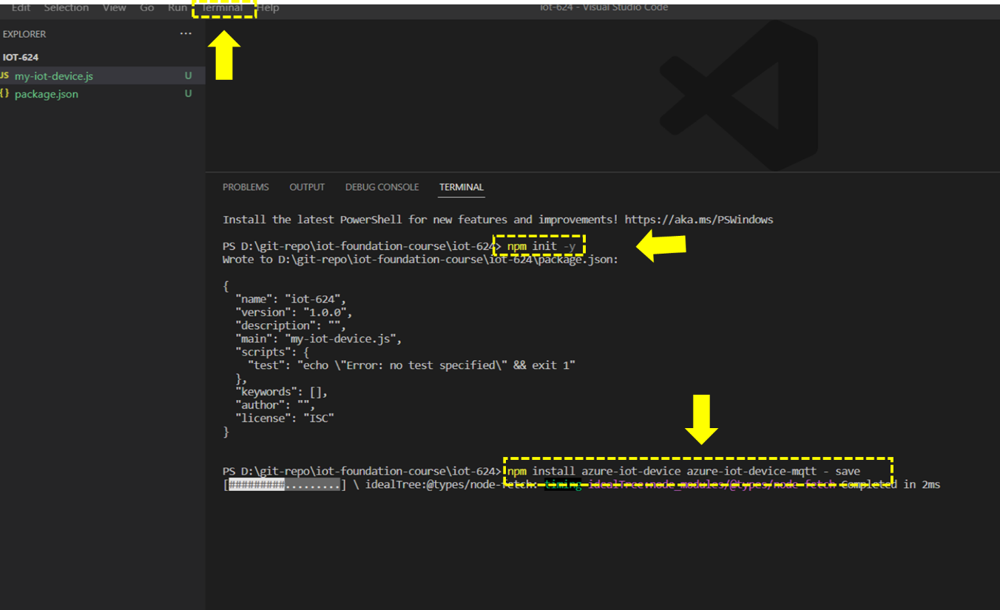 Edit Selection View Go Run Terminal Help iot-624 - Visual Studio Code
EXPLORER ...
IOT-624
JS my-iot-device.js U
{} package.json U
PROBLEMS OUTPUT DEBUG CONSOLE TERMINAL
Install the latest PowerShell for new features and improvements! https://aka.ms/PSWindows
PS D:\git-repo\iot-foundation-course\iot-624> npm init -y
Wrote to D:\git-repo\iot-foundation-course\iot-624\package.json:
{
"name": "iot-624",
"version": "1.0.0",
"description": "",
"main": "my-iot-device.js",
"scripts": {
"test": "echo \"Error: no test specified\" && exit 1"
},
"keywords": [],
"author": "",
"license": "ISC"
}
PS D:\git-repo\iot-foundation-course\iot-624> npm install azure-iot-device azure-iot-device-mqtt - save
[#########.........] \ idealTree:@types/node-fetch: timing idealTree:node_modules/@types/node-fetch Completed in 2ms